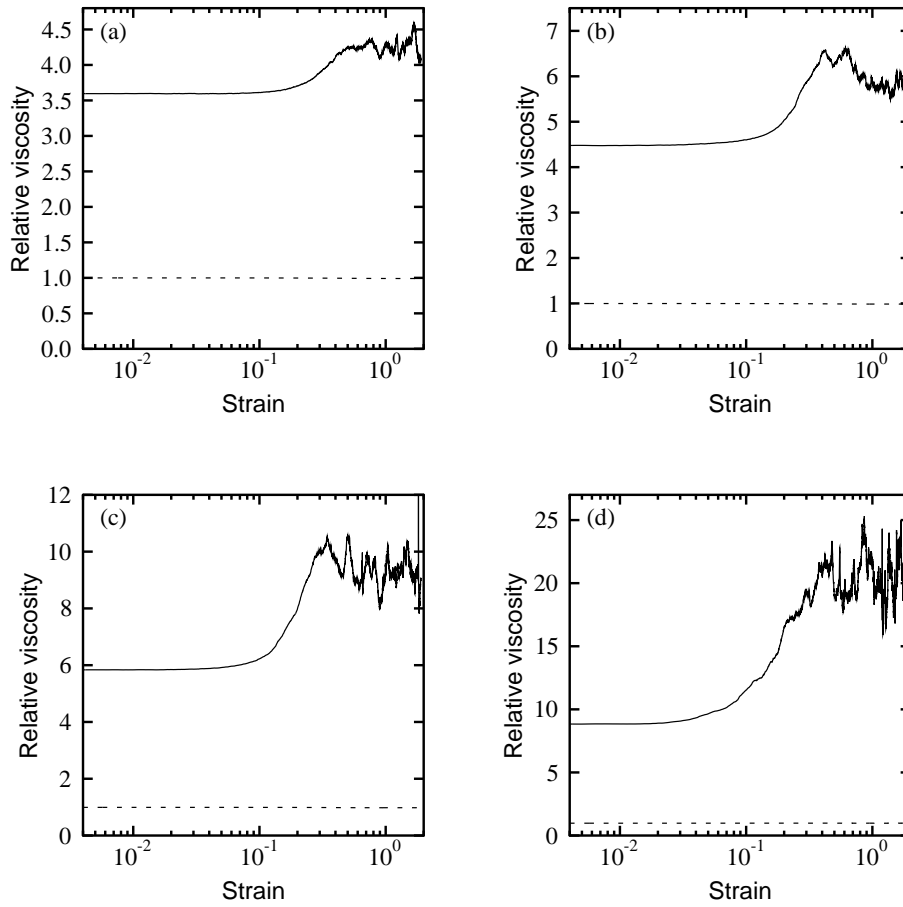 (a)
Relative viscosity
4.5
4.0
3.5
3.0
2.5
2.0
1.5
1.0
0.5
0.0
10^-2 10^-1 10^0
Strain
(b)
Relative viscosity
7
6
5
4
3
2
1
0
10^-2 10^-1 10^0
Strain
(c)
Relative viscosity
12
10
8
6
4
2
0
10^-2 10^-1 10^0
Strain
(d)
Relative viscosity
25
20
15
10
5
0
10^-2 10^-1 10^0
Strain